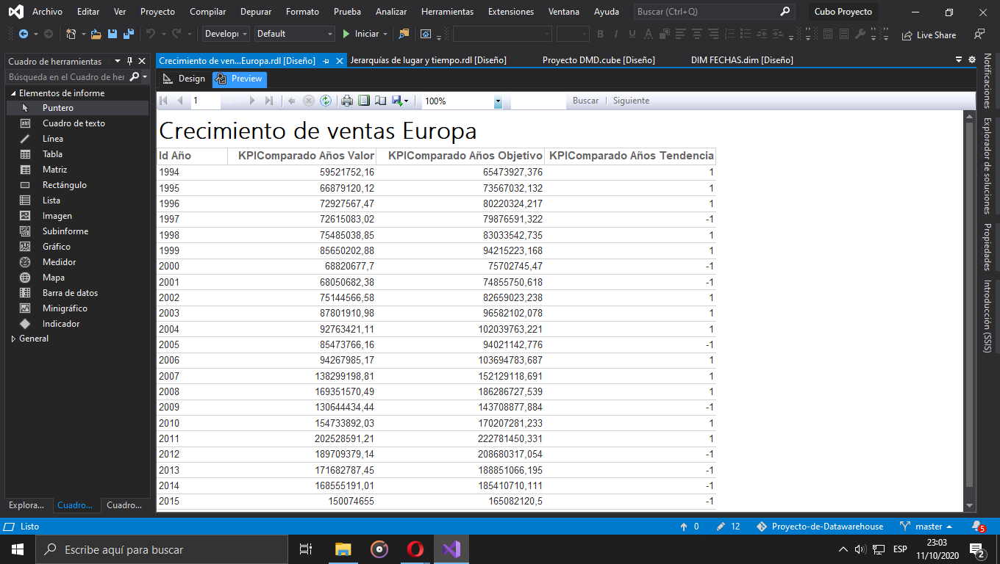 Archivo Editar Ver Proyecto Compilar Depurar Formato Prueba Analizar Herramientas Extensiones Ventana Ayuda Buscar (Ctrl+Q) Cubo Proyecto
Develop Default Iniciar Live Share
Cuadro de herramientas
Búsqueda en el Cuadro de her
Elementos de informe
Puntero
Cuadro de texto
Línea
Tabla
Matriz
Rectángulo
Lista
Imagen
Subinforme
Gráfico
Medidor
Mapa
Barra de datos
Minigráfico
Indicador
General
Explora... Cuadro... Cuadro...
Crecimiento de ven...Europa.rdl [Diseño] Jerarquías de lugar y tiempo.rdl [Diseño] Proyecto DMD.cube [Diseño] DIM FECHAS.dim [Diseño]
Design Preview
1 100% Buscar | Siguiente
Crecimiento de ventas Europa
Id Año KPIComparado Años Valor KPIComparado Años Objetivo KPIComparado Años Tendencia
1994 59521752,16 65473927,376 1
1995 66879120,12 73567032,132 1
1996 72927567,47 80220324,217 1
1997 72615083,02 79876591,322 -1
1998 75485038,85 83033542,735 1
1999 85650202,88 94215223,168 1
2000 68820677,7 75702745,47 -1
2001 68050682,38 74855750,618 -1
2002 75144566,58 82659023,238 1
2003 87801910,98 96582102,078 1
2004 92763421,11 102039763,221 1
2005 85473766,16 94021142,776 -1
2006 94267985,17 103694783,687 1
2007 138299198,81 152129118,691 1
2008 169351570,49 186286727,539 1
2009 130644434,44 143708877,884 -1
2010 154733892,03 170207281,233 1
2011 202528591,21 222781450,331 1
2012 189709379,14 208680317,054 -1
2013 171682787,45 188851066,195 -1
2014 168555191,01 185410710,111 -1
2015 150074655 165082120,5 -1
Notificaciones
Explorador de soluciones
Propiedades
Introducción (SSIS)
Listo 0 12 Proyecto-de-Datawarehouse master 5
Escribe aquí para buscar ESP 23:03
11/10/2020 2